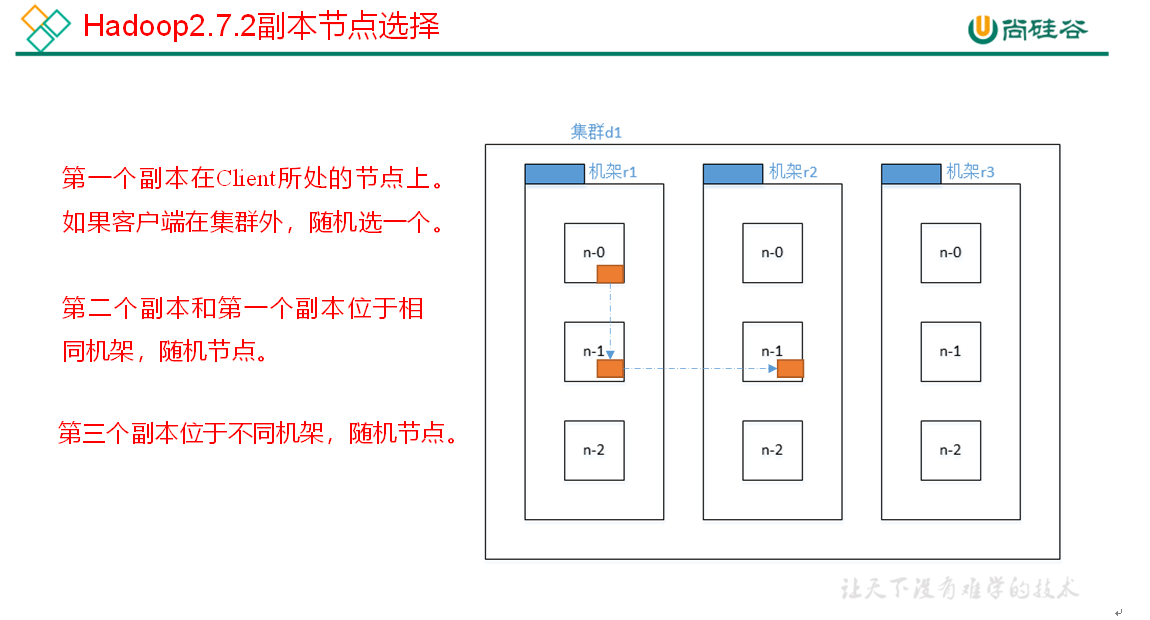 Hadoop2.7.2副本节点选择
尚硅谷
集群d1
第一个副本在Client所处的节点上。
如果客户端在集群外，随机选一个。
第二个副本和第一个副本位于相
同机架，随机节点。
第三个副本位于不同机架，随机节点。
机架r1
机架r2
机架r3
n-0
n-0
n-0
n-1
n-1
n-1
n-2
n-2
n-2
让天下没有难学的技术